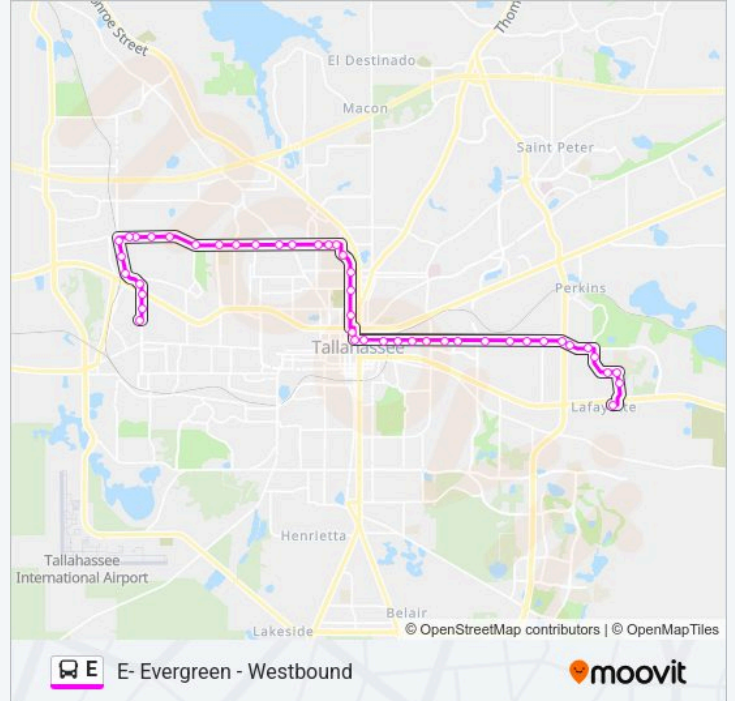 nroe Street
Thom
El Destinado
Macon
Saint Peter
Perkins
Tallahassee
Lafayette
Henrietta
Tallahassee
International Airport
Belair
Lakeside
© OpenStreetMap contributors | © OpenMapTiles
E
E- Evergreen - Westbound
moovit